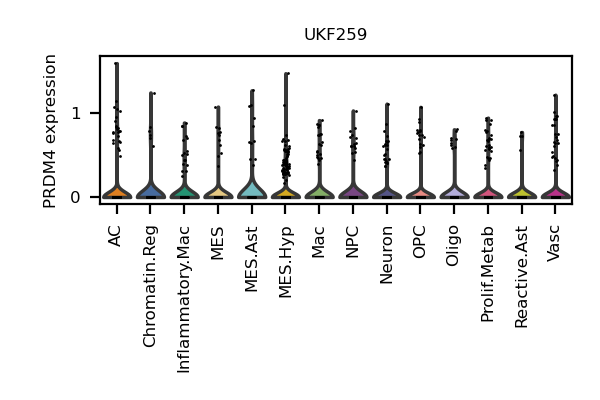 UKF259
PRDM4 expression
1
0
AC
Chromatin.Reg
Inflammatory.Mac
MES
MES.Ast
MES.Hyp
Mac
NPC
Neuron
OPC
Oligo
Prolif.Metab
Reactive.Ast
Vasc